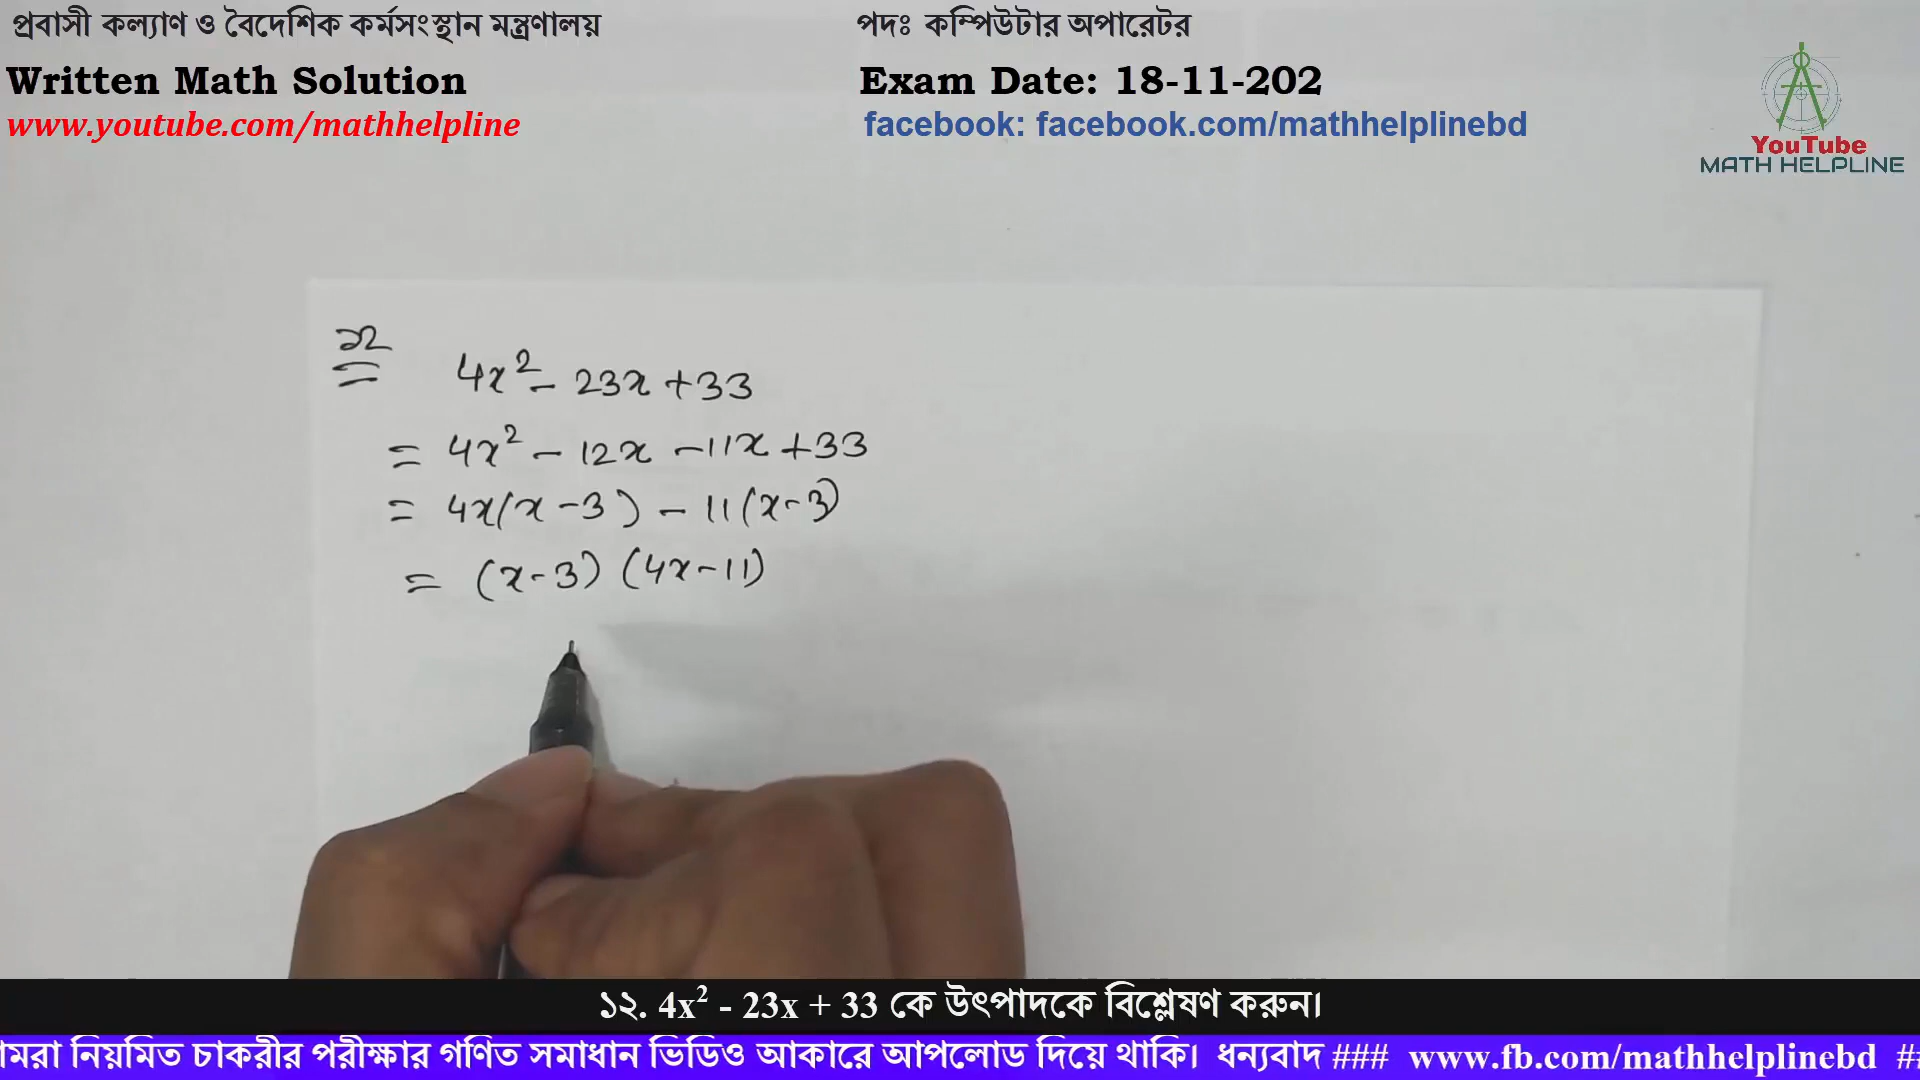 প্রবাসী কল্যাণ ও বৈদেশিক কর্মসংস্থান মন্ত্রণালয়
পদঃ কম্পিউটার অপারেটর
Written Math Solution
Exam Date: 18-11-202
www.youtube.com/mathhelpline
facebook: facebook.com/mathhelplinebd
YouTube
MATH HELPLINE
১২
4x² - 23x + 33
= 4x² - 12x - 11x + 33
= 4x(x - 3) - 11(x - 3)
= (x - 3) (4x - 11)
১২. 4x² - 23x + 33 কে উৎপাদকে বিশ্লেষণ করুন।
নিয়মিত চাকরীর পরীক্ষার গণিত সমাধান ভিডিও আকারে আপলোড দিয়ে থাকি। ধন্যবাদ ### www.fb.com/mathhelplinebd ##